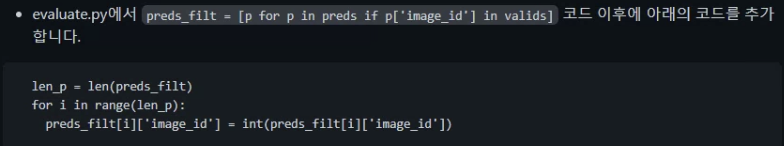 • evaluate.py에서 preds_filt = [p for p in preds if p['image_id'] in valids] 코드 이후에 아래의 코드를 추가
합니다.
len_p = len(preds_filt)
for i in range(len_p):
  preds_filt[i]['image_id'] = int(preds_filt[i]['image_id'])